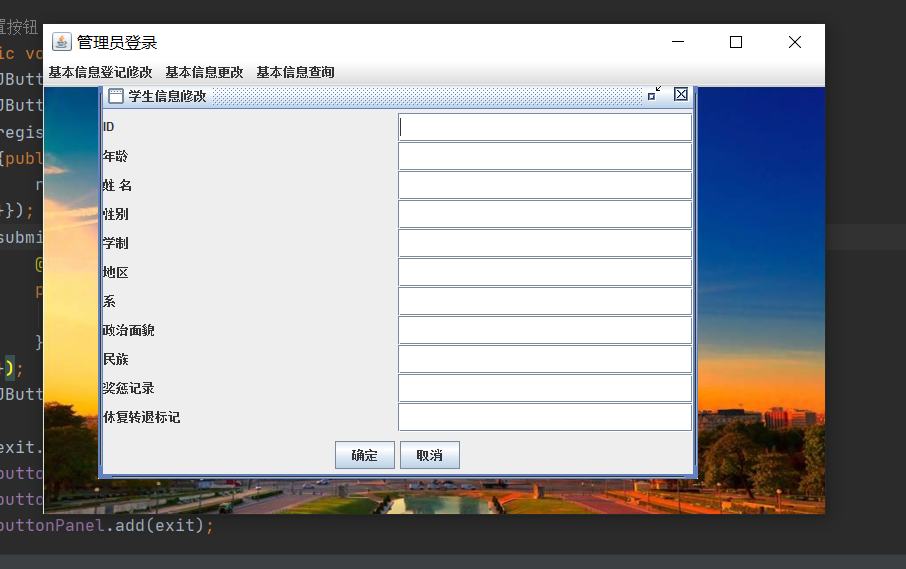 置按钮
管理员登录
基本信息登记修改 基本信息更改 基本信息查询
学生信息修改
ID
年龄
姓 名
性别
学制
地区
系
政治面貌
民族
奖惩记录
休复转退标记
确定 取消
ic vo
JButt
JButt
regis
{publ
});
submi
@
}
);
JButt
exit.
butto
butto
buttonPanel.add(exit);